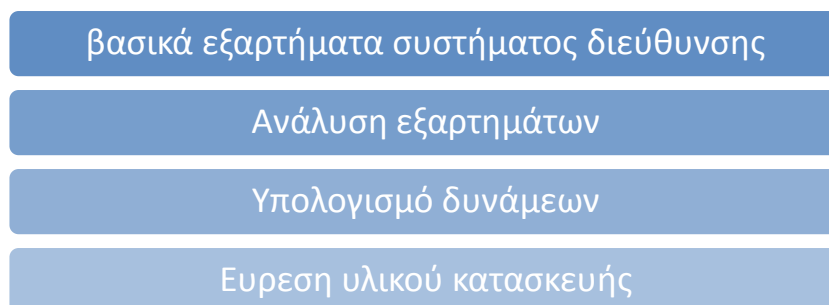 βασικά εξαρτήματα συστήματος διεύθυνσης
Ανάλυση εξαρτημάτων
Υπολογισμό δυνάμεων
Ευρεση υλικού κατασκευής